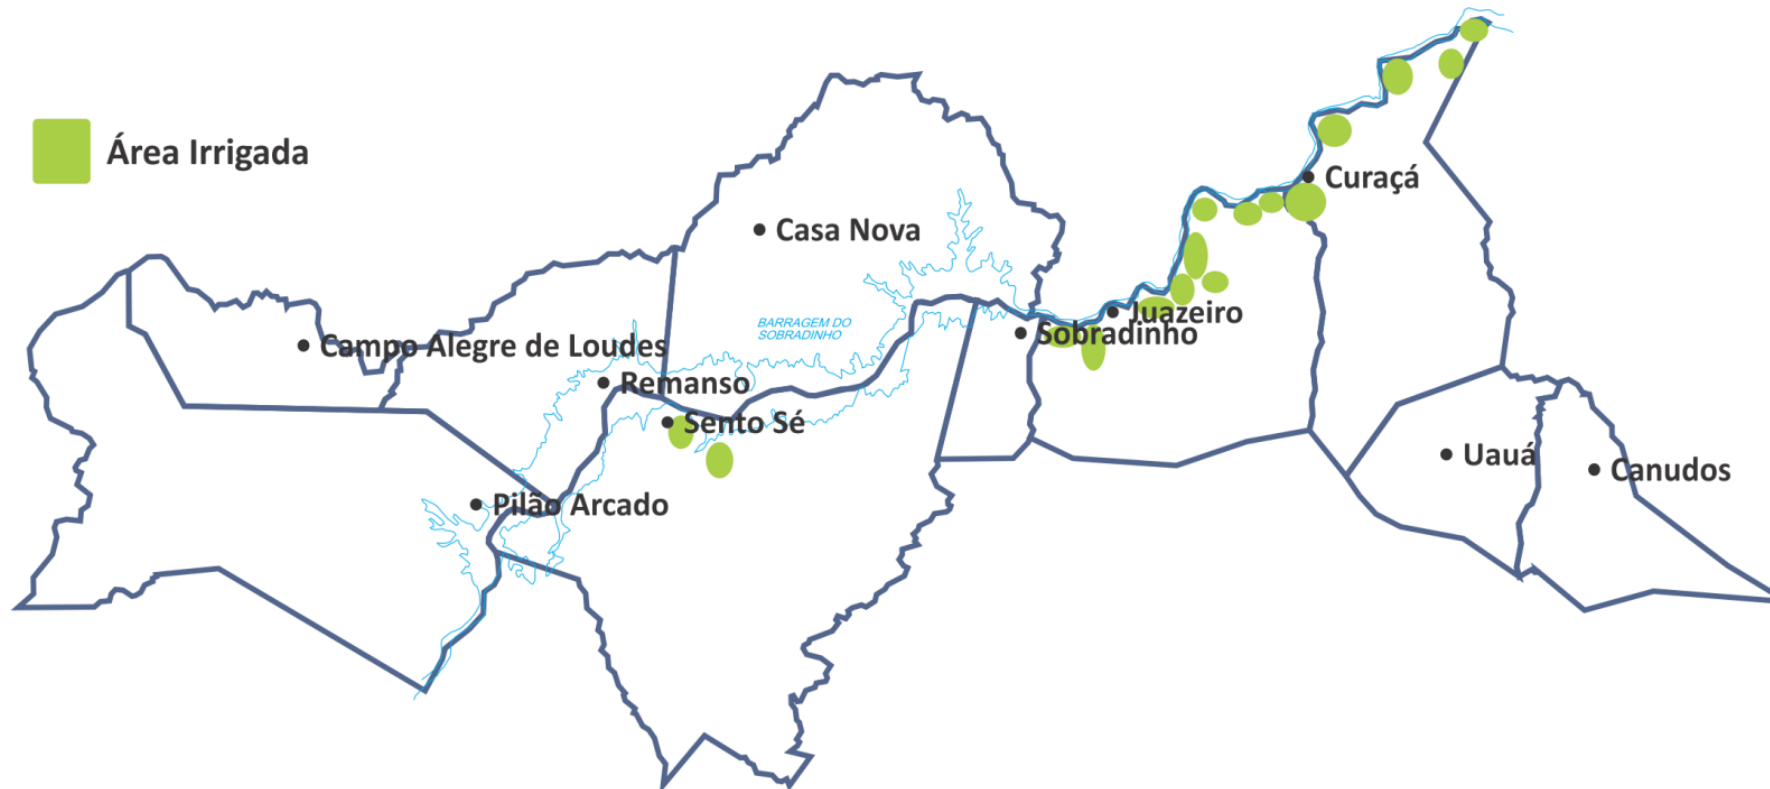 Área Irrigada
Curaçá
Casa Nova
BARRAGEM DO
SOBRADINHO
Juazeiro
Sobradinho
Campo Alegre de Loudes
Remanso
Sento Sé
Uauá
Canudos
Pilão Arcado